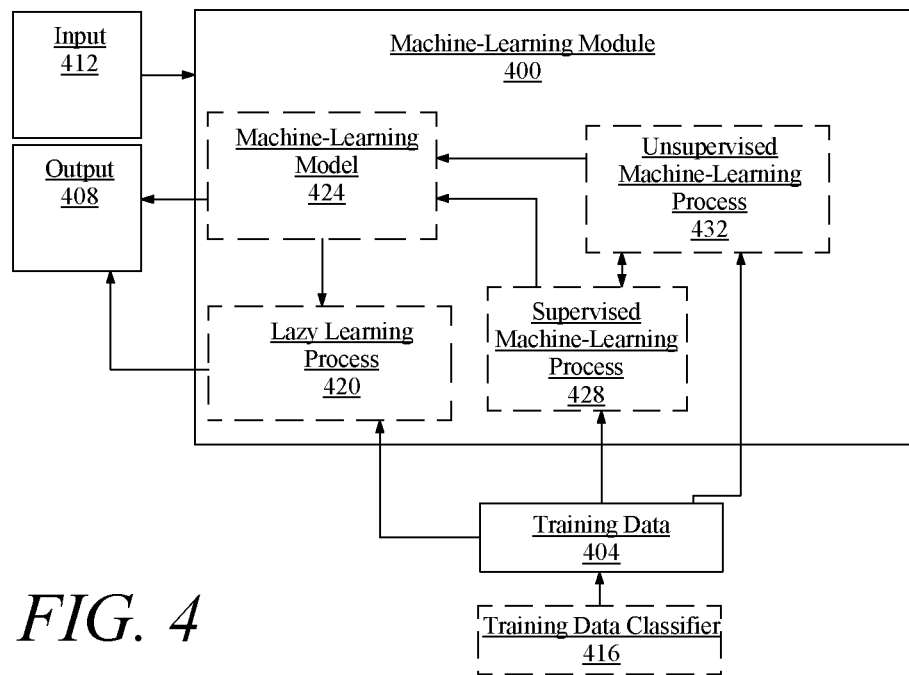 Input
412
Machine-Learning Module
400
Machine-Learning
Model
424
Unsupervised
Machine-Learning
Process
432
Output
408
Lazy Learning
Process
420
Supervised
Machine-Learning
Process
428
Training Data
404
Training Data Classifier
416
FIG. 4